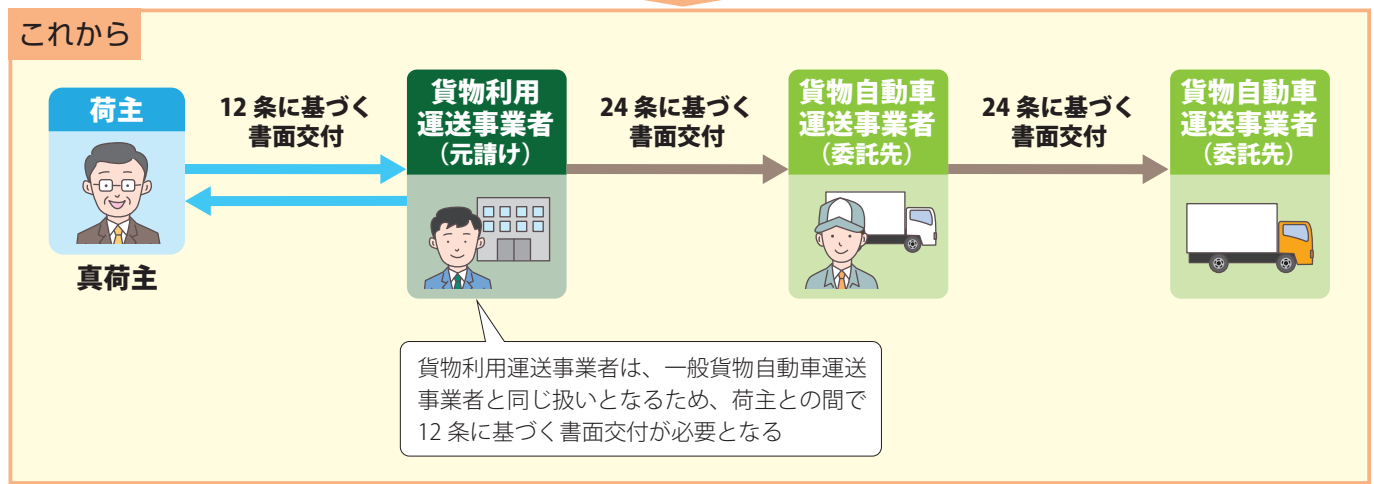 これから
荷主
真荷主
12 条に基づく
書面交付
貨物利用
運送事業者
（元請け）
24 条に基づく
書面交付
貨物自動車
運送事業者
（委託先）
24 条に基づく
書面交付
貨物自動車
運送事業者
（委託先）
貨物利用運送事業者は、一般貨物自動車運送
事業者と同じ扱いとなるため、荷主との間で
12 条に基づく書面交付が必要となる